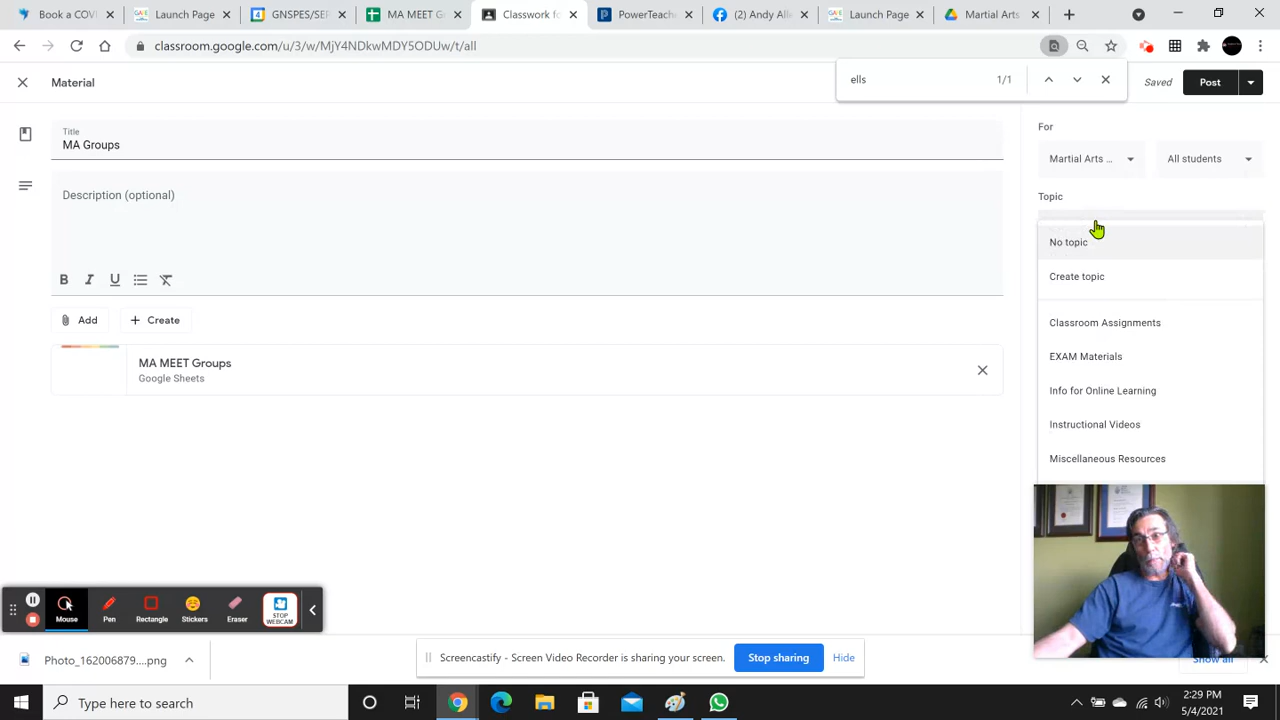 Book a COVI
Launch Page
GNSPES/SEP
MA MEET G
Classwork fo
PowerTeache
(2) Andy Alle
Launch Page
Martial Arts
classroom.google.com/u/3/w/MjY4NDkwMDY5ODUw/t/all
ells
1/1
Material
Saved
Post
Title
MA Groups
Description (optional)
B I U
Add
Create
MA MEET Groups
Google Sheets
For
Martial Arts ...
All students
Topic
No topic
Create topic
Classroom Assignments
EXAM Materials
Info for Online Learning
Instructional Videos
Miscellaneous Resources
Mouse
Pen
Rectangle
Stickers
Eraser
STOP
WEBCAM
Photo_162006879....png
Screencastify - Screen Video Recorder is sharing your screen.
Stop sharing
Hide
Show all
Type here to search
2:29 PM
5/4/2021